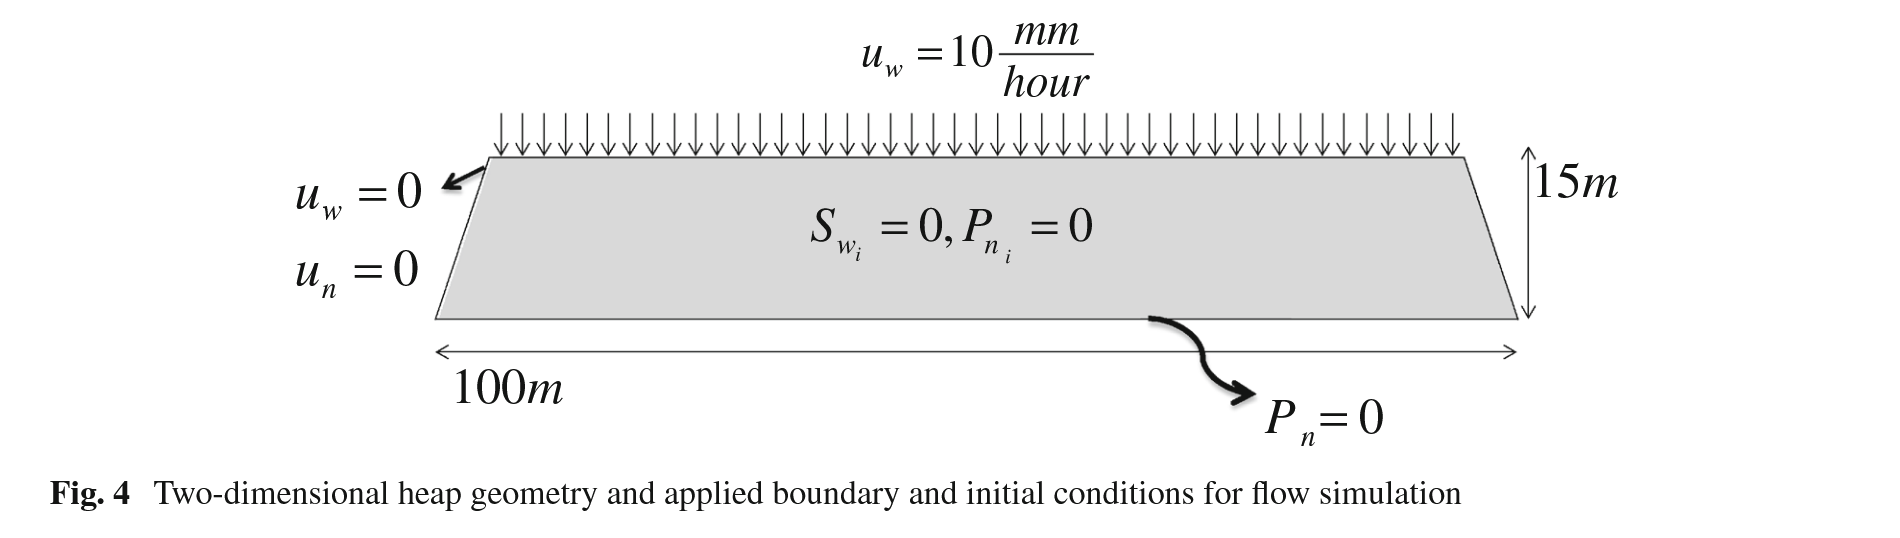 u_w = 10 mm/hour
u_w = 0
u_n = 0
S_{w_i} = 0, P_{n_i} = 0
15m
100m
P_n = 0
Fig. 4 Two-dimensional heap geometry and applied boundary and initial conditions for flow simulation